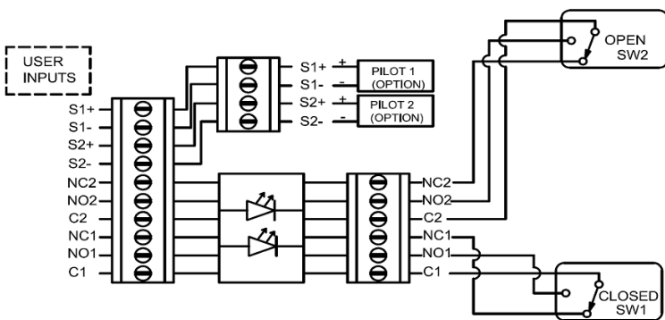 USER
INPUTS
S1+
S1-
S2+
S2-
NC2
NO2
C2
NC1
NO1
C1
S1+ +
S1- -
S2+ +
S2- -
PILOT 1
(OPTION)
PILOT 2
(OPTION)
NC2
NO2
C2
NC1
NO1
C1
OPEN
SW2
CLOSED
SW1